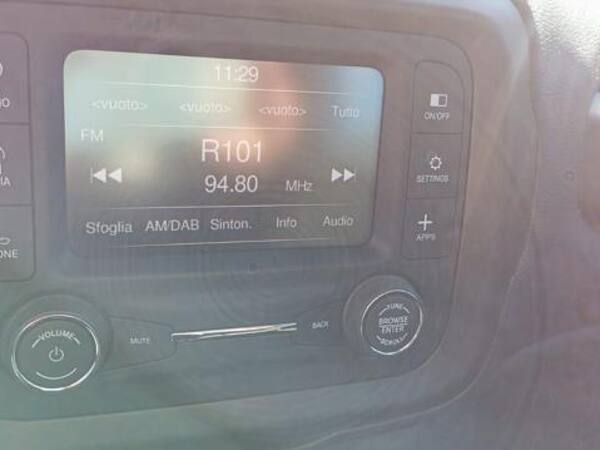 11:29
<vuoto> <vuoto> <vuoto> Tutto
FM
R101
94.80 MHz
Sfoglia AM/DAB Sinton. Info Audio
ON/OFF
SETTINGS
APPS
VOLUME
MUTE
BACK
TUNE
BROWSE
ENTER
SCROLL